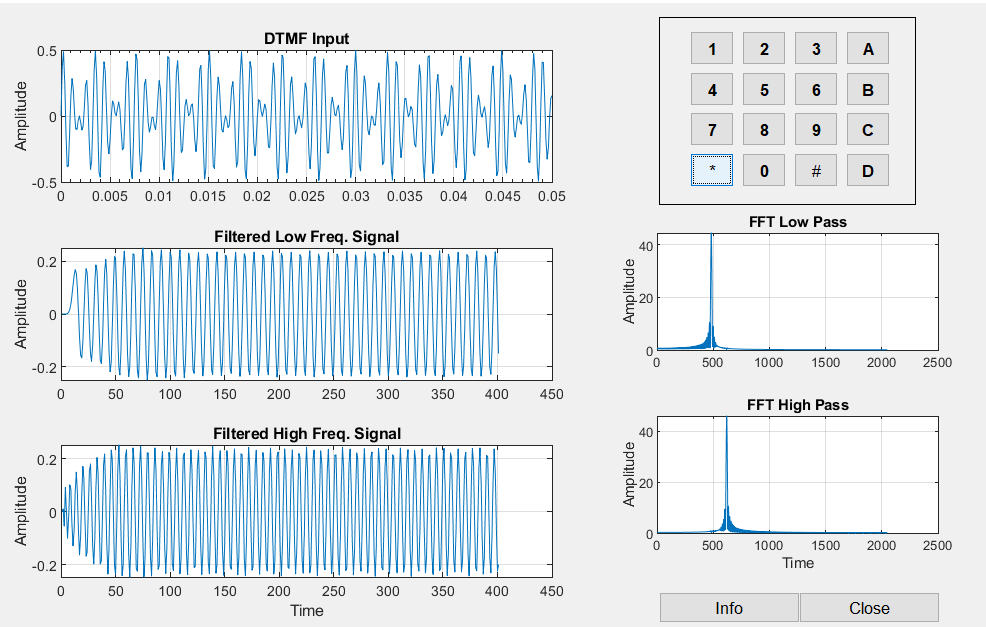 DTMF Input
Amplitude
0.5
0
-0.5
0 0.005 0.01 0.015 0.02 0.025 0.03 0.035 0.04 0.045 0.05
Filtered Low Freq. Signal
Amplitude
0.2
0
-0.2
0 50 100 150 200 250 300 350 400 450
Filtered High Freq. Signal
Amplitude
0.2
0
-0.2
0 50 100 150 200 250 300 350 400 450
Time
1 2 3 A
4 5 6 B
7 8 9 C
* 0 # D
FFT Low Pass
Amplitude
40
20
0
0 500 1000 1500 2000 2500
FFT High Pass
Amplitude
40
20
0
0 500 1000 1500 2000 2500
Time
Info Close